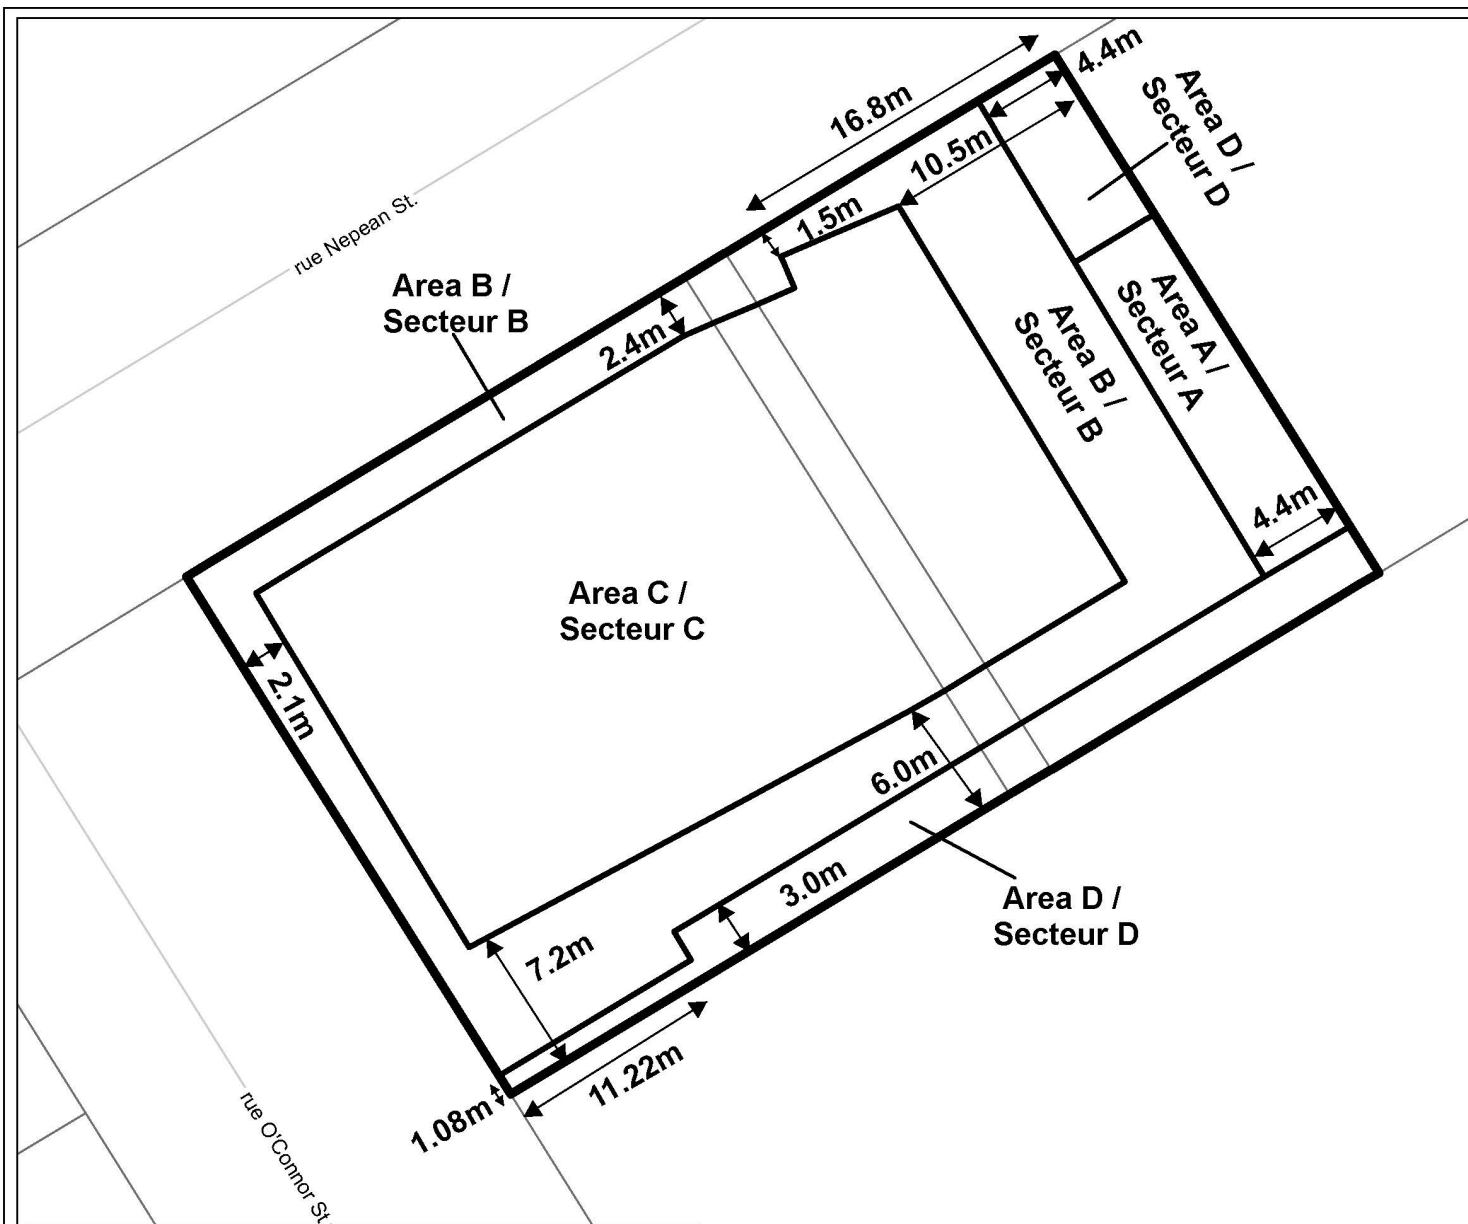 4.4m
Area D /
Secteur D
16.8m
10.5m
1.5m
rue Nepean St.
Area B /
Secteur B
2.4m
Area A /
Secteur A
Area B /
Secteur B
4.4m
Area C /
Secteur C
2.1m
6.0m
3.0m
Area D /
Secteur D
7.2m
11.22m
1.08m
rue O'Connor St.